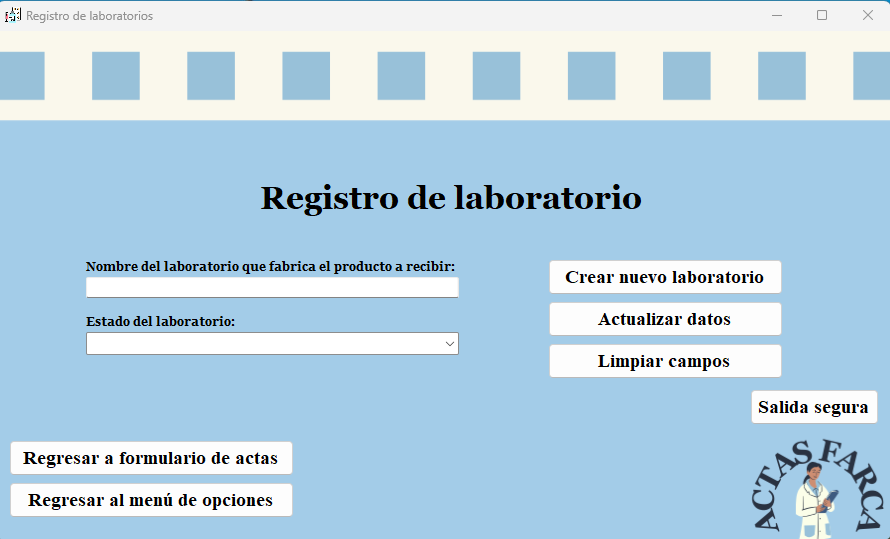 Registro de laboratorios
Registro de laboratorio
Nombre del laboratorio que fabrica el producto a recibir:
Estado del laboratorio:
Crear nuevo laboratorio
Actualizar datos
Limpiar campos
Salida segura
Regresar a formulario de actas
Regresar al menú de opciones
ACTAS FARCA